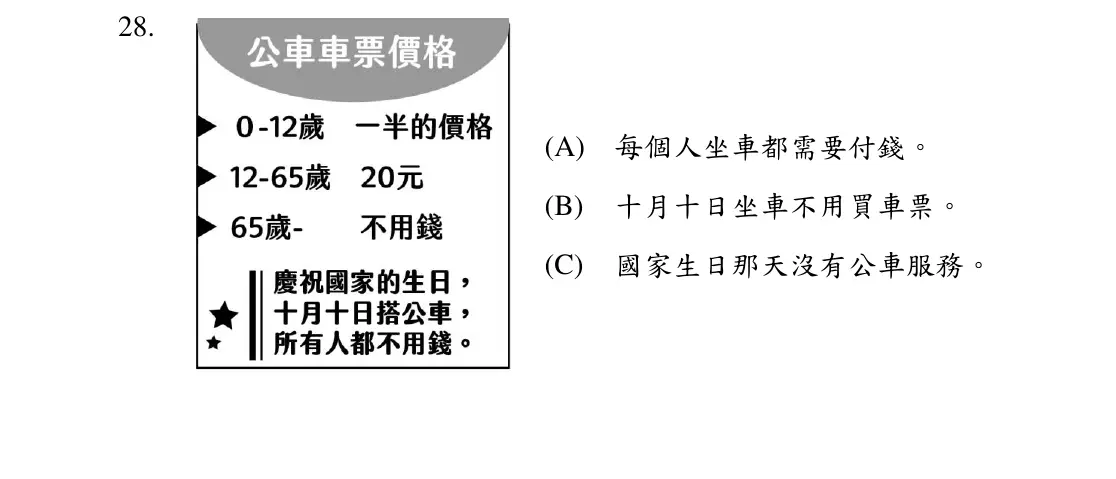 28.
公車車票價格
0-12歲 一半的價格
12-65歲 20元
65歲- 不用錢
慶祝國家的生日，
十月十日搭公車，
所有人都不用錢。
(A) 每個人坐車都需要付錢。
(B) 十月十日坐車不用買車票。
(C) 國家生日那天沒有公車服務。